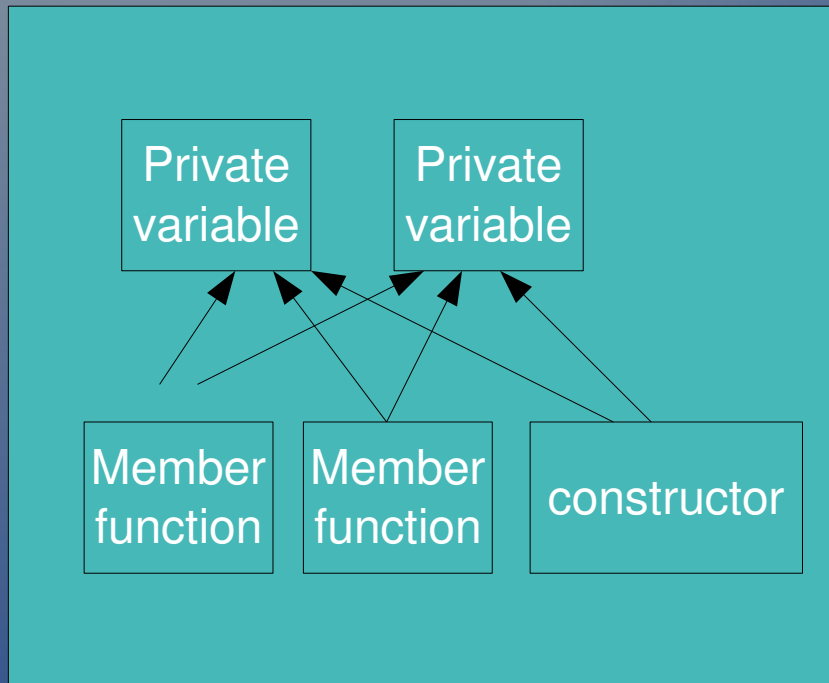 Private
variable
Private
variable
Member
function
Member
function
constructor